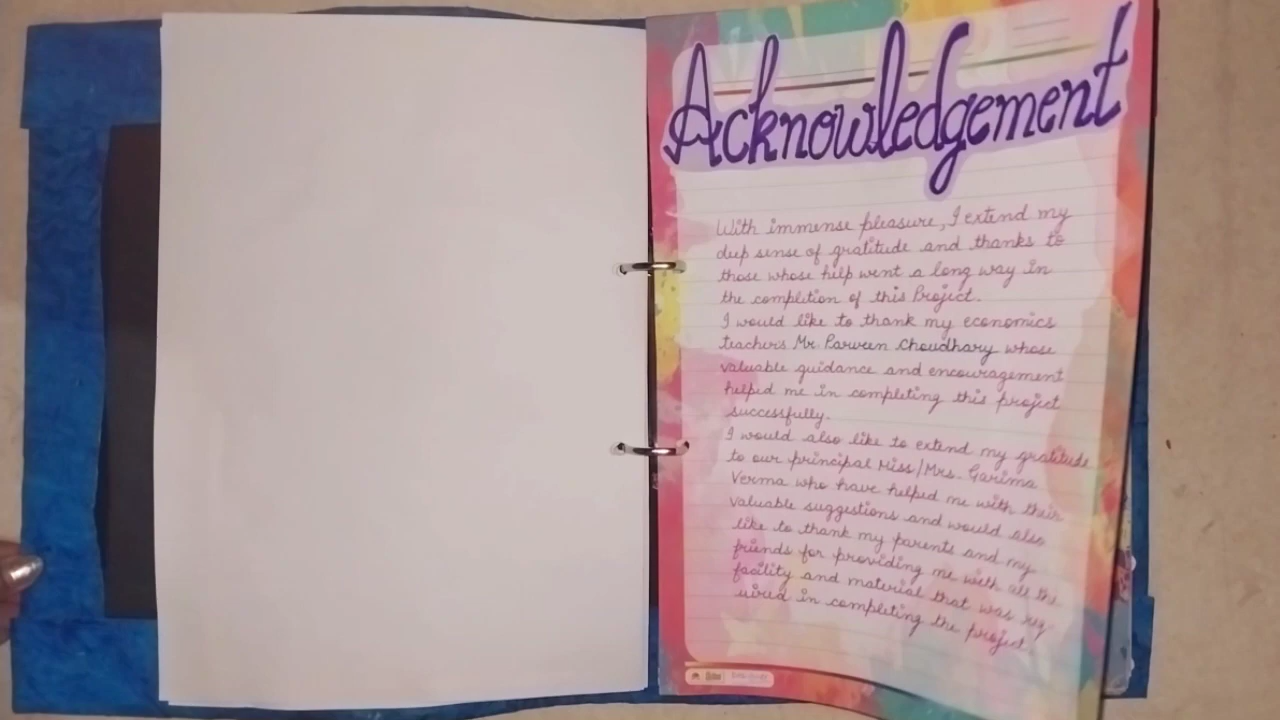 Acknowledgement
With immense pleasure, I extend my
deep sense of gratitude and thanks to
those whose help went a long way in
the completion of this Project.
I would like to thank my economics
teachers Mr. Parveen Choudhary whose
valuable guidance and encouragement
helped me in completing this project
successfully.
I would also like to extend my gratitude
to our principal Miss/Mrs. Garima
Verma who have helped me with their
valuable suggestions and would also
like to thank my parents and my
friends for providing me with all the
facility and material that was req-
uired in completing the project.